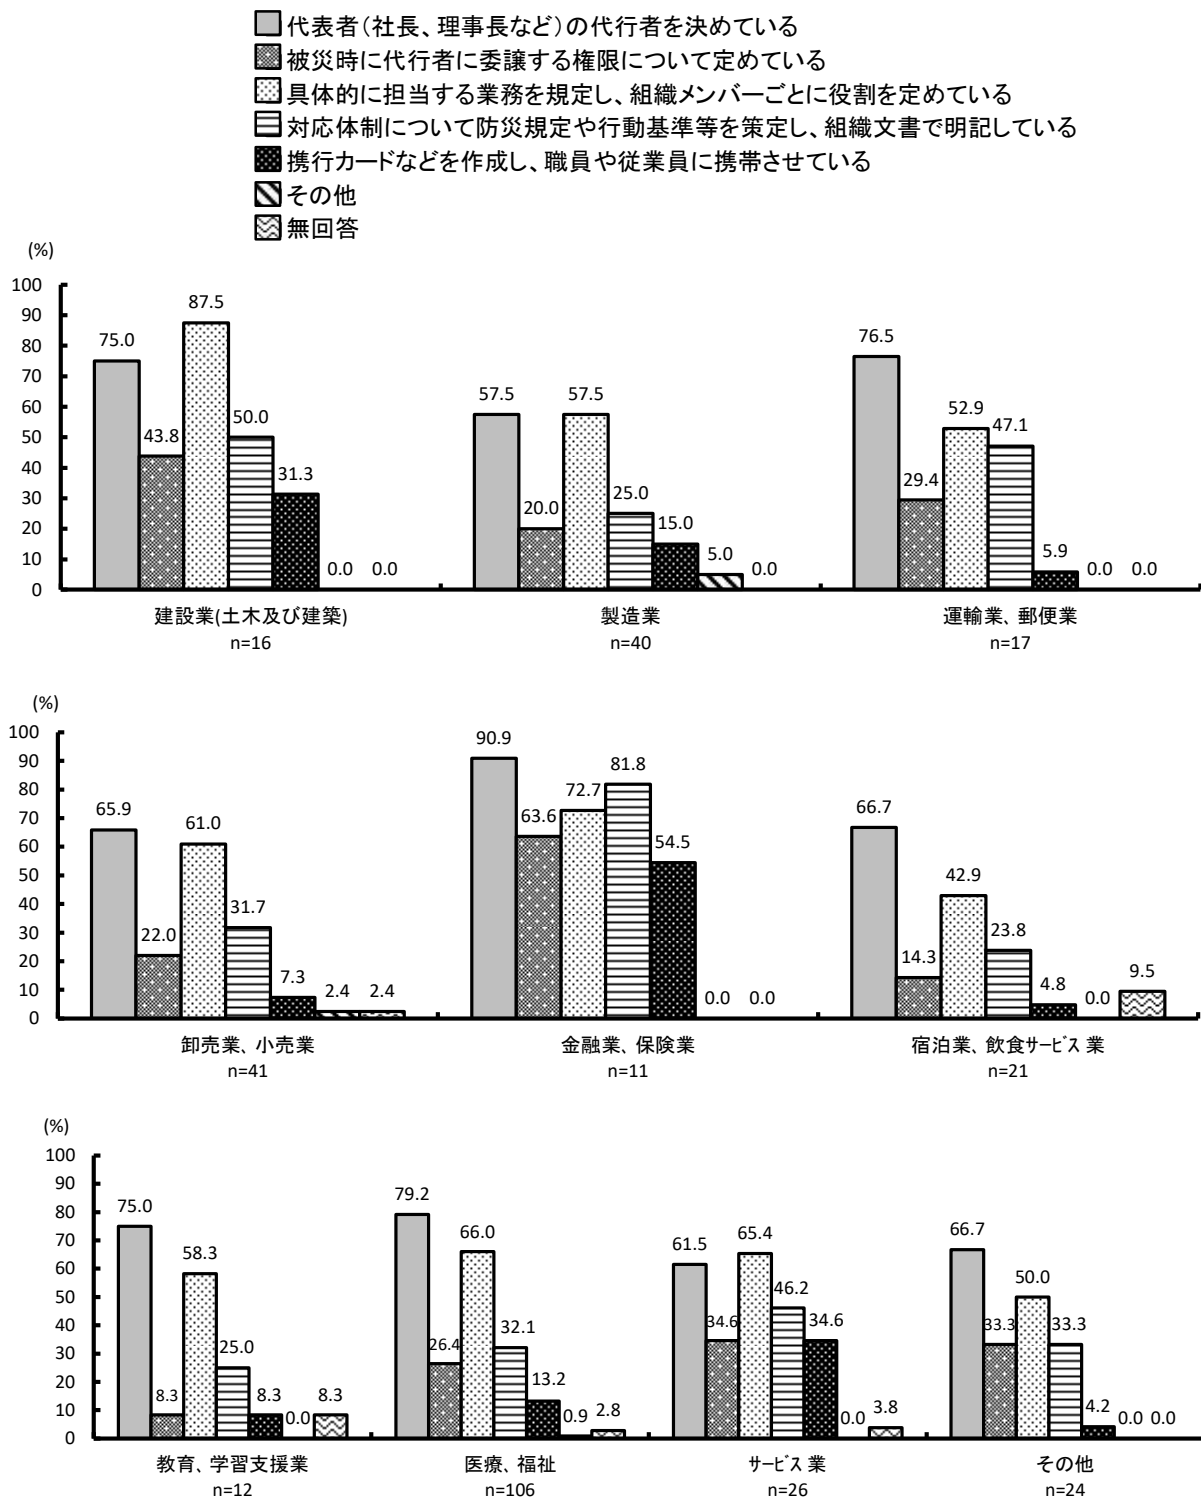 代表者(社長、理事長など)の代行者を決めている
被災時に代行者に委譲する権限について定めている
具体的に担当する業務を規定し、組織メンバーごとに役割を定めている
対応体制について防災規定や行動基準等を策定し、組織文書で明記している
携行カードなどを作成し、職員や従業員に携帯させている
その他
無回答
(%)
100
90
80
70
60
50
40
30
20
10
0
75.0 43.8 87.5 50.0 31.3 0.0 0.0
57.5 20.0 57.5 25.0 15.0 5.0 0.0
76.5 29.4 52.9 47.1 5.9 0.0 0.0
建設業(土木及び建築) 製造業 運輸業、郵便業
n=16 n=40 n=17
(%)
100
90
80
70
60
50
40
30
20
10
0
65.9 22.0 61.0 31.7 7.3 2.4 2.4
90.9 63.6 72.7 81.8 54.5 0.0 0.0
66.7 14.3 42.9 23.8 4.8 0.0 9.5
卸売業、小売業 金融業、保険業 宿泊業、飲食サービス業
n=41 n=11 n=21
(%)
100
90
80
70
60
50
40
30
20
10
0
75.0 8.3 58.3 25.0 8.3 0.0 8.3
79.2 26.4 66.0 32.1 13.2 0.9 2.8
61.5 34.6 65.4 46.2 34.6 0.0 3.8
66.7 33.3 50.0 33.3 4.2 0.0 0.0
教育、学習支援業 医療、福祉 サービス業 その他
n=12 n=106 n=26 n=24